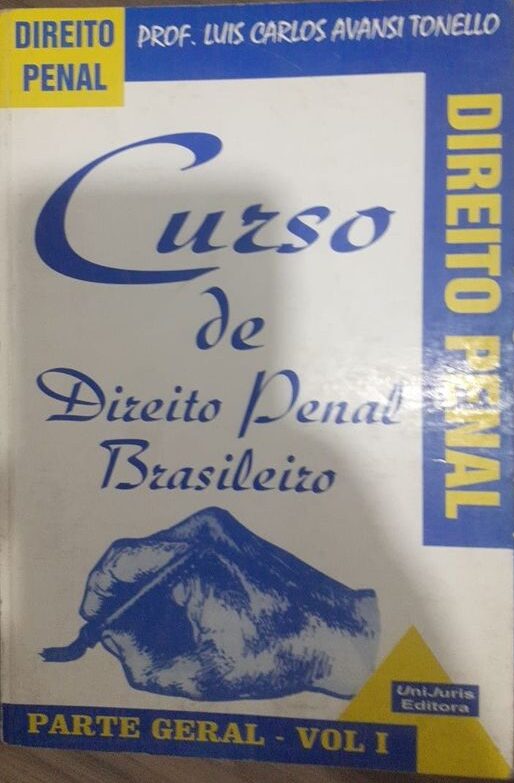 DIREITO
PENAL
PROF. LUIS CARLOS AVANSI TONELLO
DIREITO PENAL
Curso
de
Direito Penal
Brasileiro
UniJuris
Editora
PARTE GERAL - VOL I